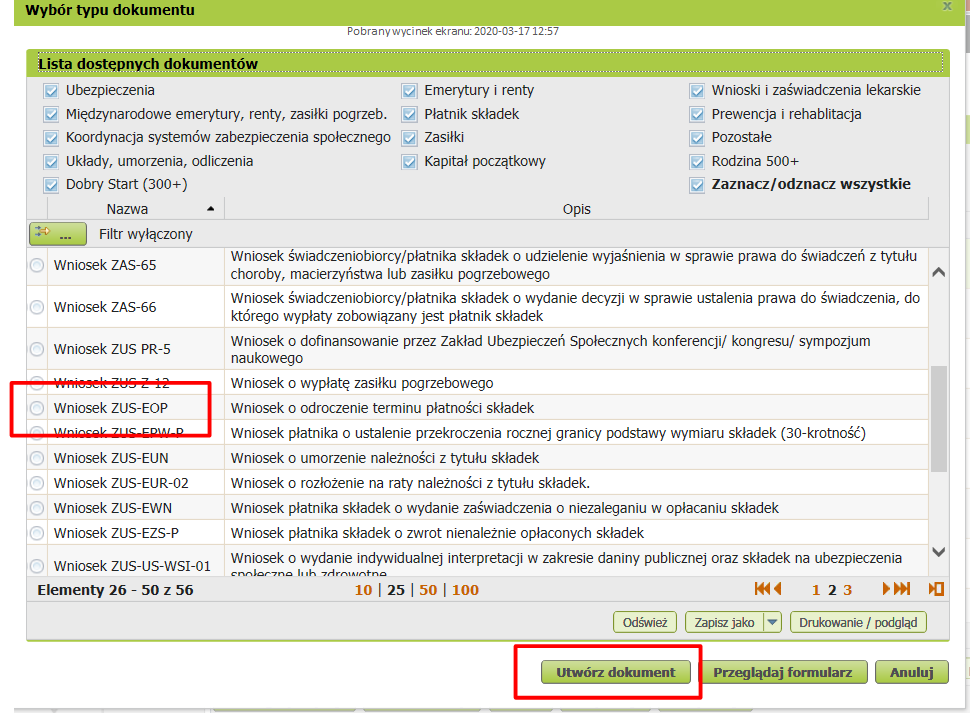 Wybór typu dokumentu
x
Pobrany wycinek ekranu: 2020-03-17 12:57
Lista dostępnych dokumentów
Ubezpieczenia
Emerytury i renty
Wnioski i zaświadczenia lekarskie
Międzynarodowe emerytury, renty, zasiłki pogrzeb.
Płatnik składek
Prewencja i rehablitacja
Koordynacja systemów zabezpieczenia społecznego
Zasiłki
Pozostałe
Układy, umorzenia, odliczenia
Kapitał początkowy
Rodzina 500+
Dobry Start (300+)
Zaznacz/odznacz wszystkie
Nazwa
Opis
...
Filtr wyłączony
Wniosek ZAS-65
Wniosek świadczeniobiorcy/płatnika składek o udzielenie wyjaśnienia w sprawie prawa do świadczeń z tytułu
choroby, macierzyństwa lub zasiłku pogrzebowego
Wniosek ZAS-66
Wniosek świadczeniobiorcy/płatnika składek o wydanie decyzji w sprawie ustalenia prawa do świadczenia, do
którego wypłaty zobowiązany jest płatnik składek
Wniosek ZUS PR-5
Wniosek o dofinansowanie przez Zakład Ubezpieczeń Społecznych konferencji/ kongresu/ sympozjum
naukowego
Wniosek ZUS Z-12
Wniosek o wypłatę zasiłku pogrzebowego
Wniosek ZUS-EOP
Wniosek o odroczenie terminu płatności składek
Wniosek ZUS-EPW-P
Wniosek płatnika o ustalenie przekroczenia rocznej granicy podstawy wymiaru składek (30-krotność)
Wniosek ZUS-EUN
Wniosek o umorzenie należności z tytułu składek
Wniosek ZUS-EUR-02
Wniosek o rozłożenie na raty należności z tytułu składek.
Wniosek ZUS-EWN
Wniosek płatnika składek o wydanie zaświadczenia o niezaleganiu w opłacaniu składek
Wniosek ZUS-EZS-P
Wniosek płatnika składek o zwrot nienależnie opłaconych składek
Wniosek ZUS-US-WSI-01
Wniosek o wydanie indywidualnej interpretacji w zakresie daniny publicznej oraz składek na ubezpieczenia
społeczne lub zdrowotne
Elementy 26 - 50 z 56
10 | 25 | 50 | 100
1 2 3
Odśwież
Zapisz jako
Drukowanie / podgląd
Utwórz dokument
Przeglądaj formularz
Anuluj